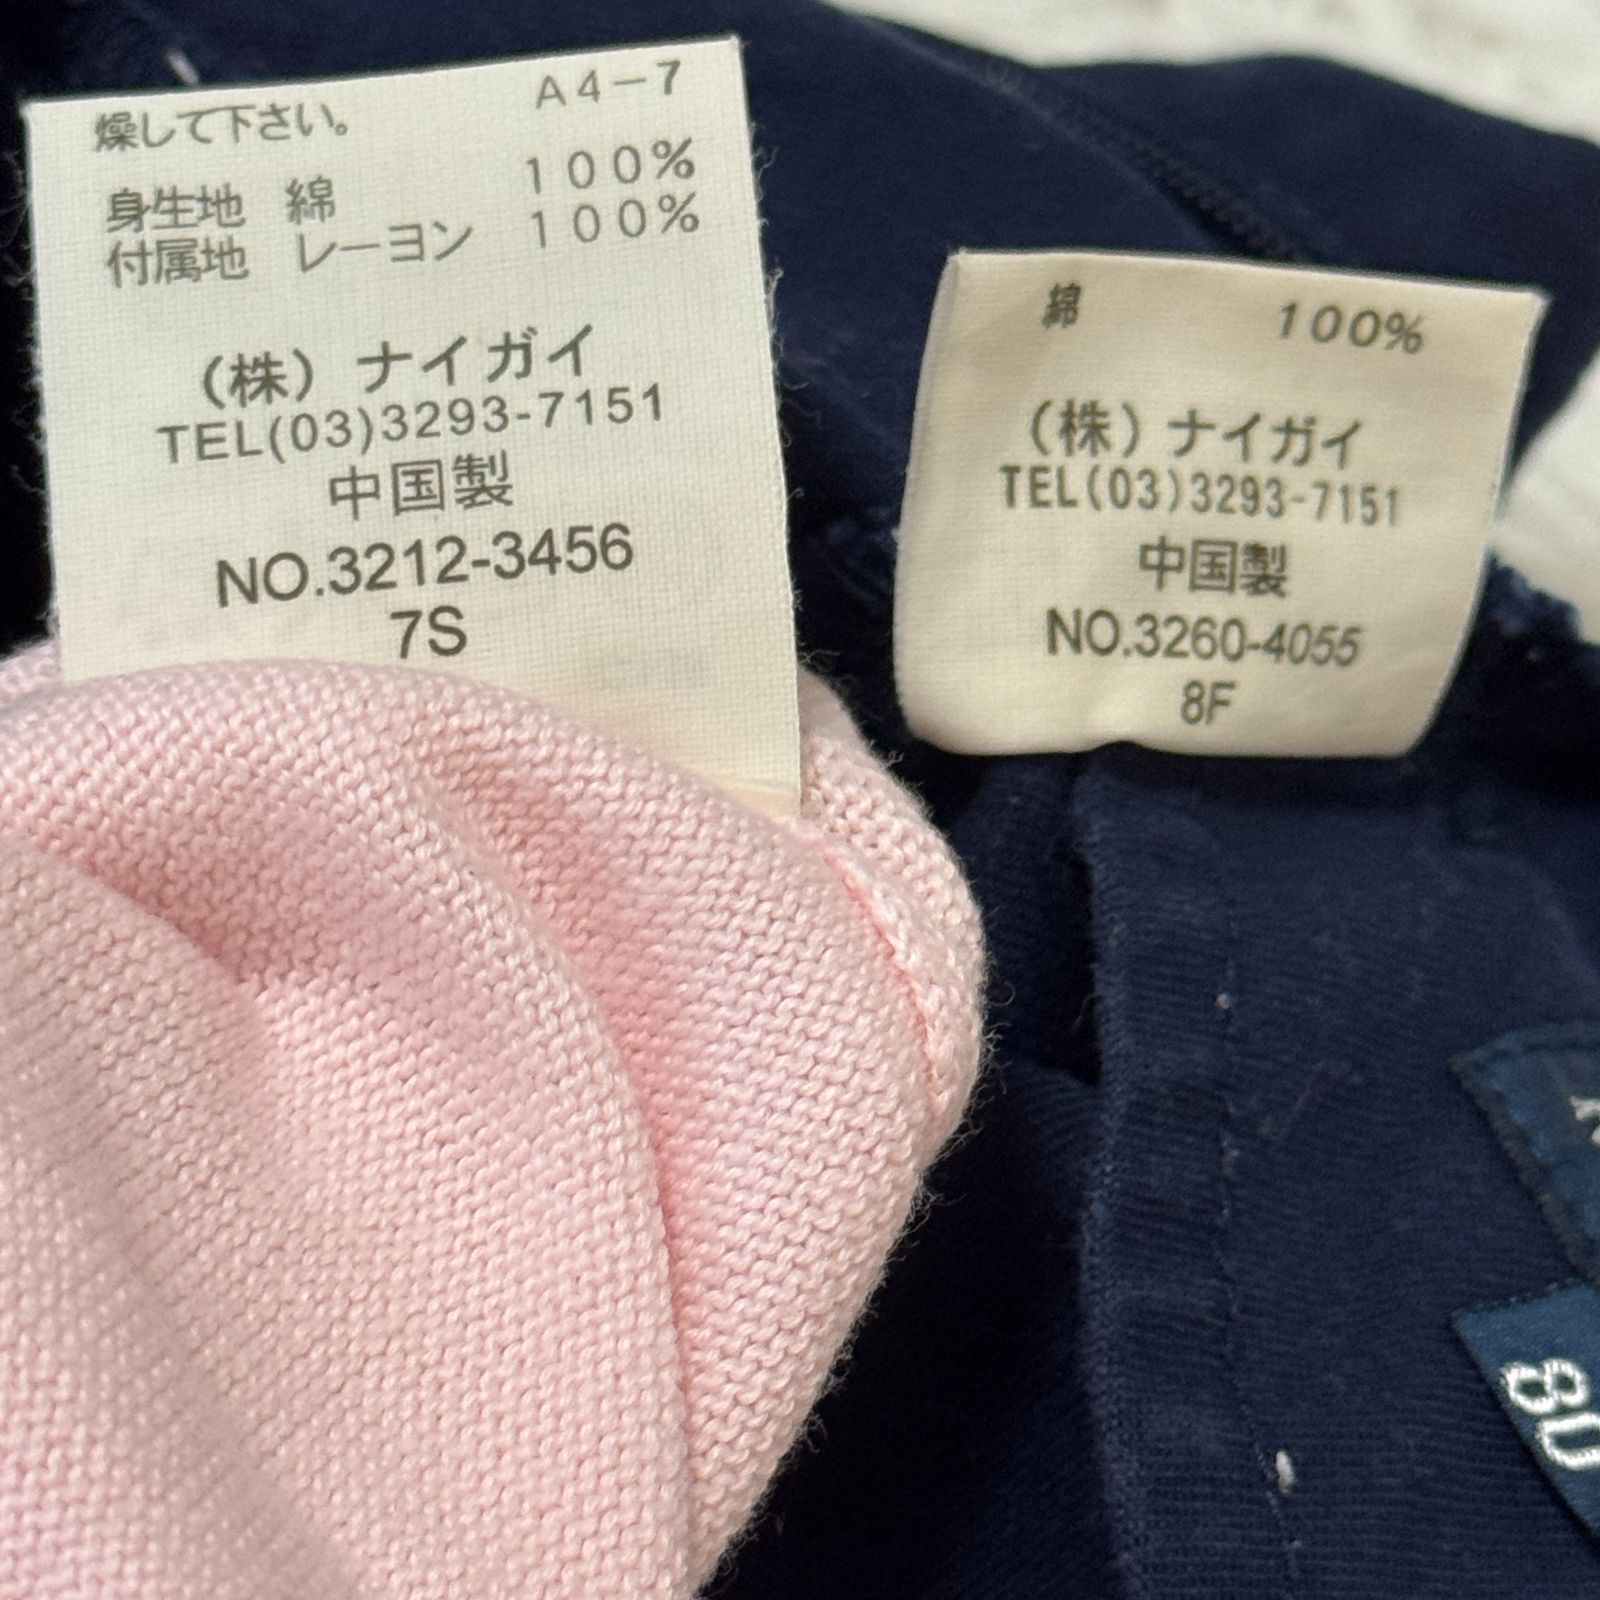 A4-7
燥して下さい。
身生地 綿 100%
付属地 レーヨン 100%
(株)ナイガイ
TEL(03)3293-7151
中国製
NO.3212-3456
7S
綿 100%
(株)ナイガイ
TEL(03)3293-7151
中国製
NO.3260-4055
8F
80